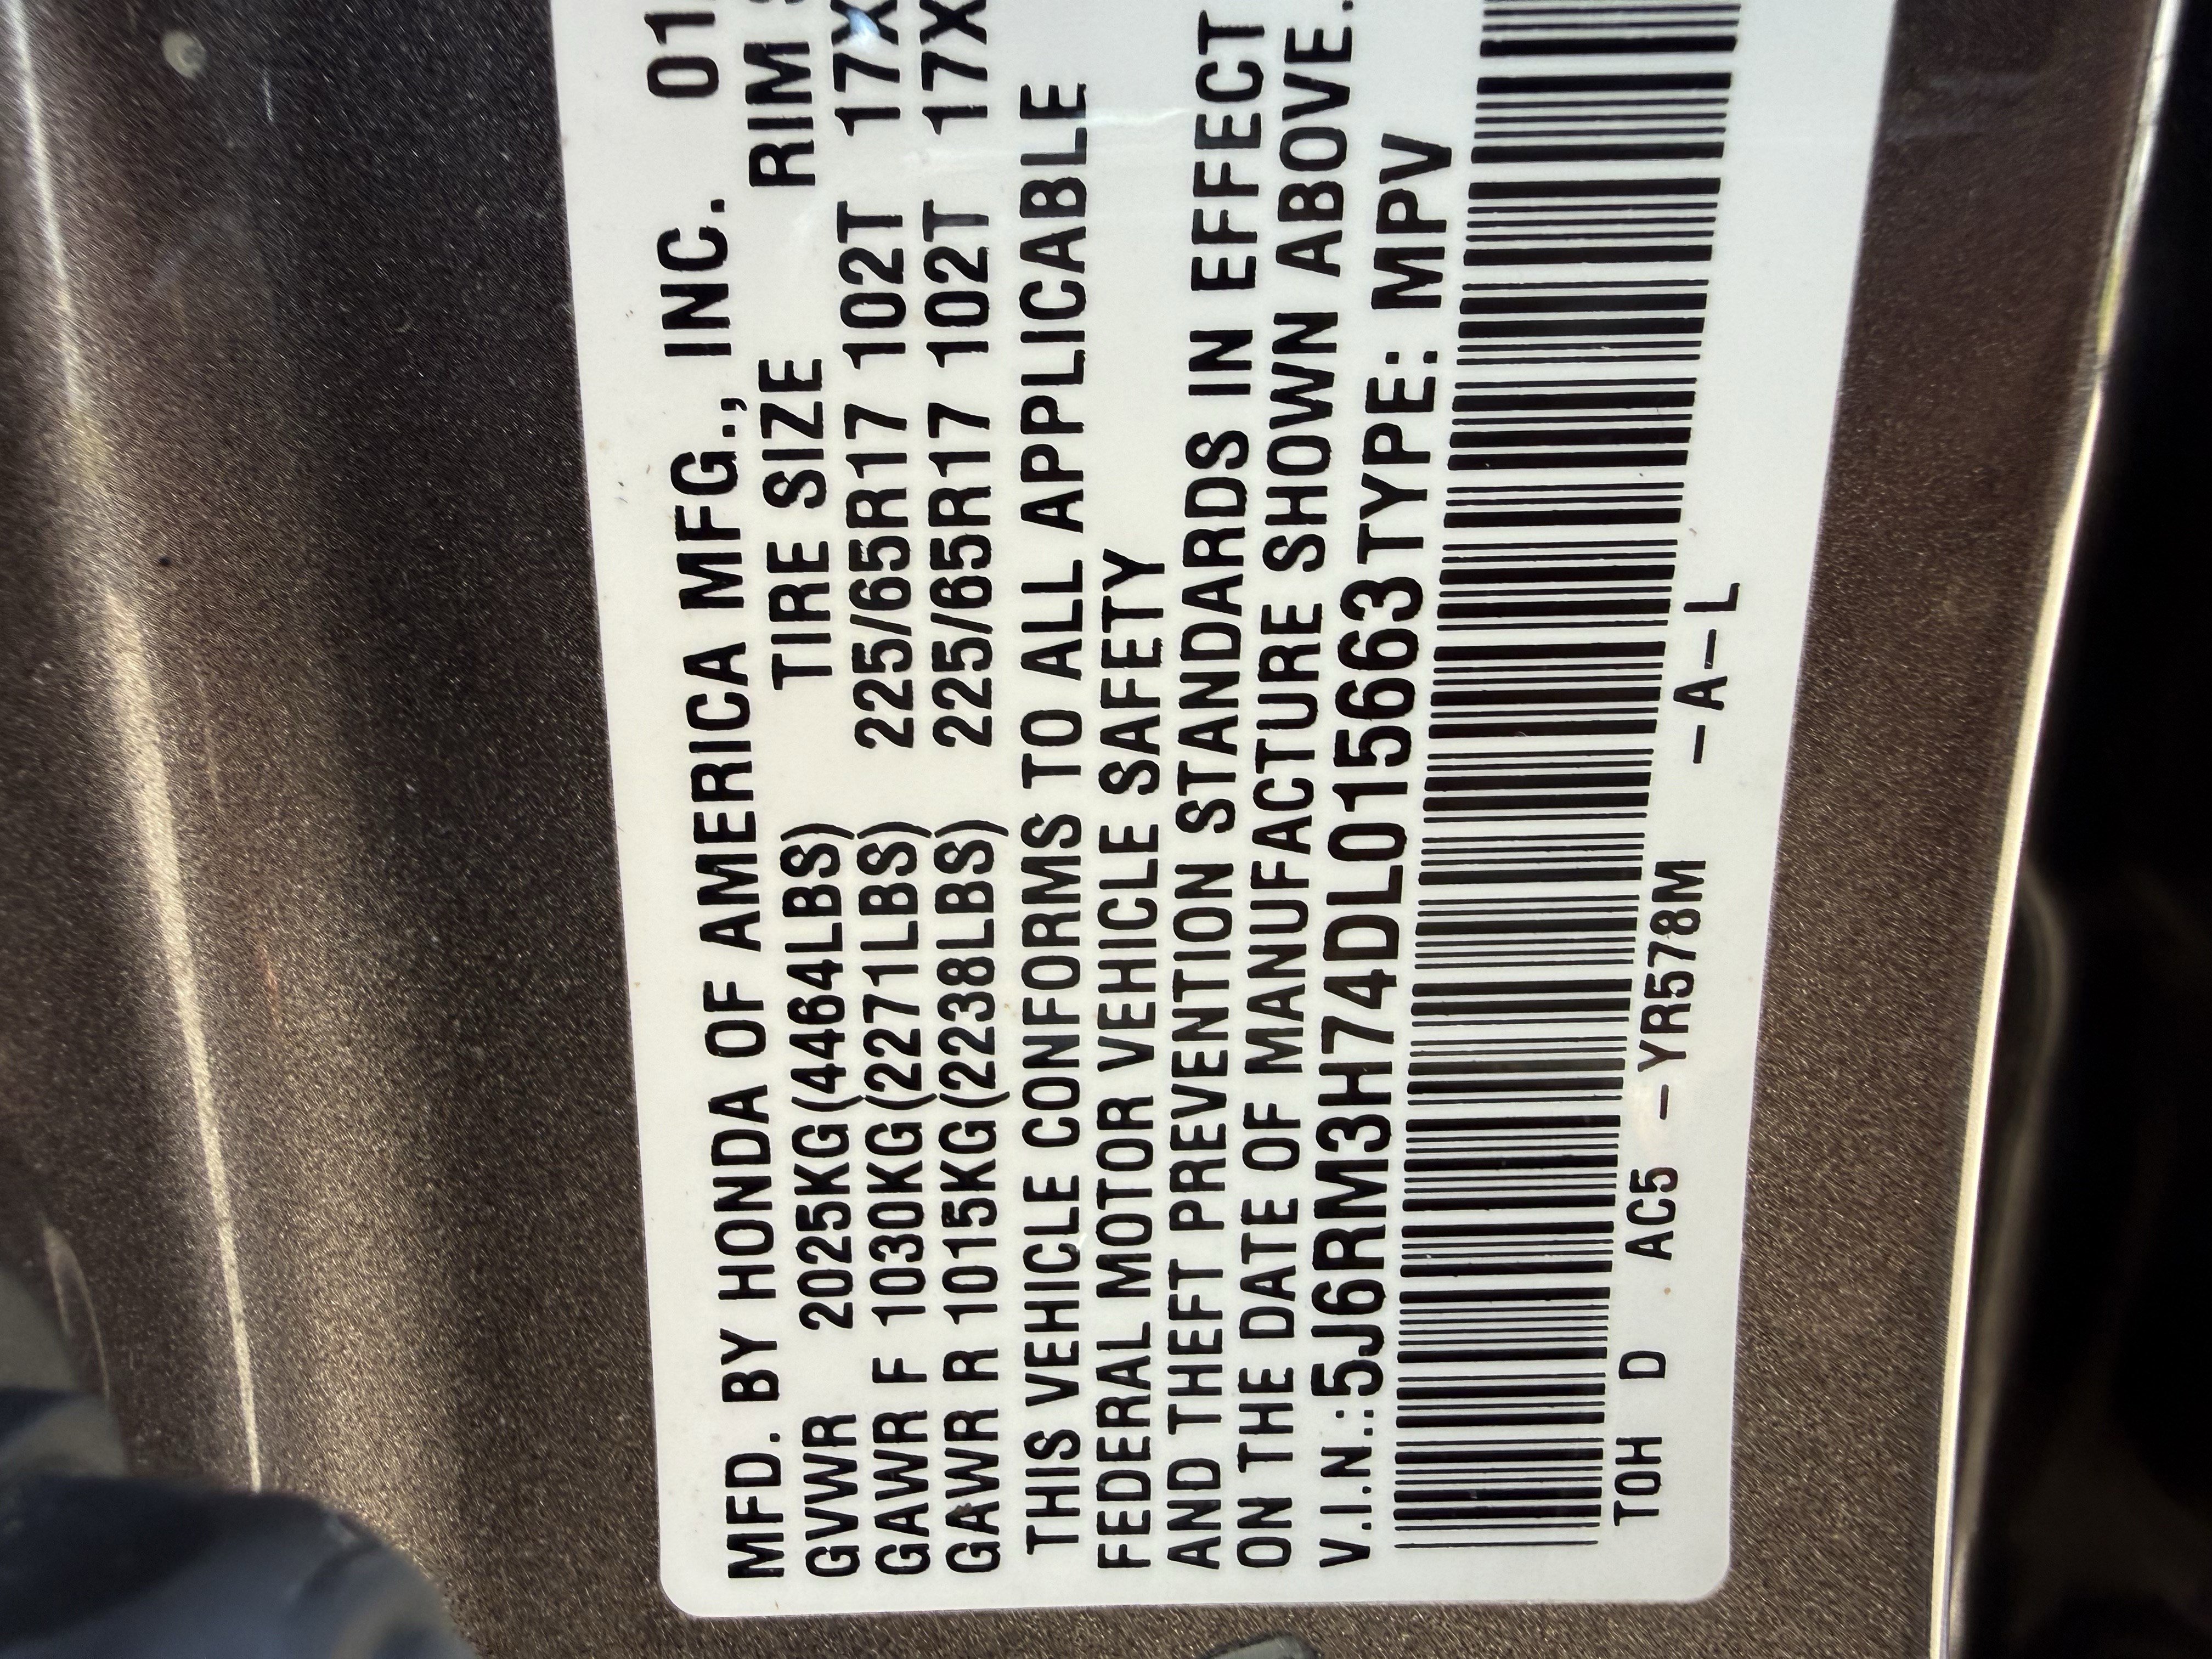 MFD. BY HONDA OF AMERICA MFG., INC. 01
TIRE SIZE RIM
GVWR 2025KG(4464LBS)
GAWR F 1030KG(2271LBS) 225/65R17 102T 17X
GAWR R 1015KG(2238LBS) 225/65R17 102T 17X
THIS VEHICLE CONFORMS TO ALL APPLICABLE
FEDERAL MOTOR VEHICLE SAFETY
AND THEFT PREVENTION STANDARDS IN EFFECT
ON THE DATE OF MANUFACTURE SHOWN ABOVE.
V.I.N.:5J6RM3H74DL015663TYPE: MPV
TOH D AC5 -YR578M -A-L